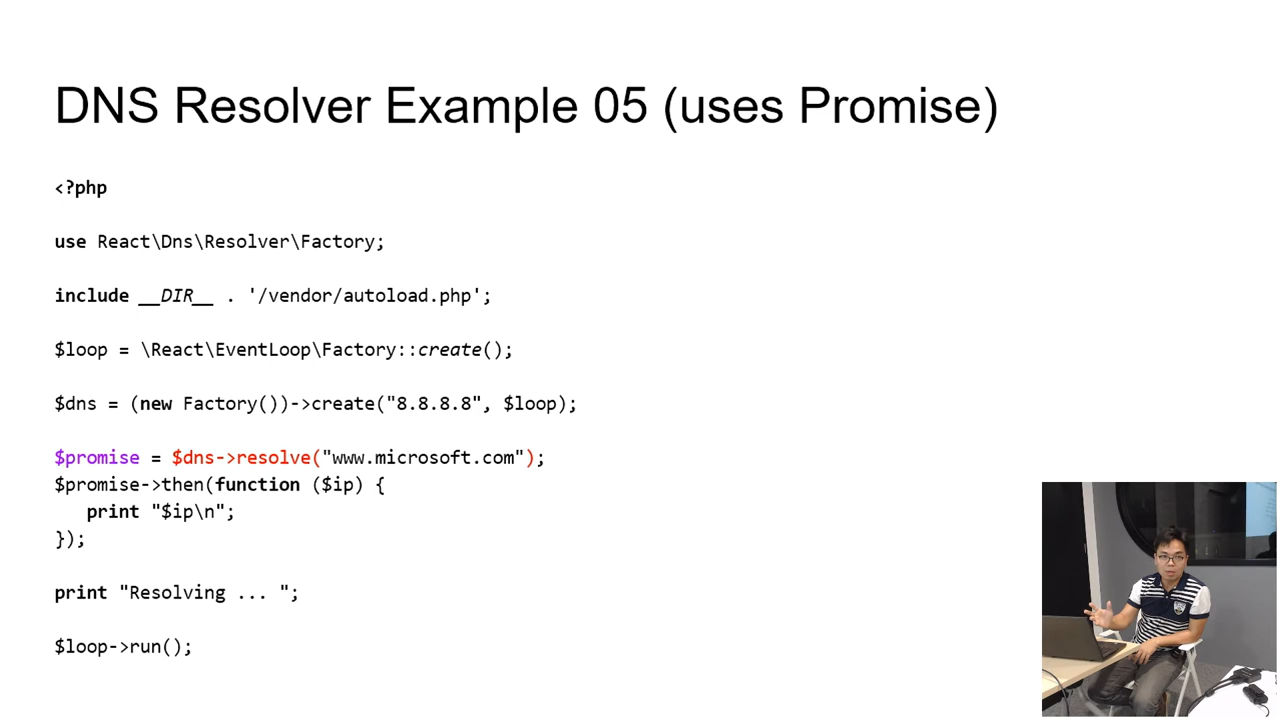 DNS Resolver Example 05 (uses Promise)
<?php
use React\Dns\Resolver\Factory;
include __DIR__ . '/vendor/autoload.php';
$loop = \React\EventLoop\Factory::create();
$dns = (new Factory())->create("8.8.8.8", $loop);
$promise = $dns->resolve("www.microsoft.com");
$promise->then(function ($ip) {
   print "$ip\n";
});
print "Resolving ... ";
$loop->run();